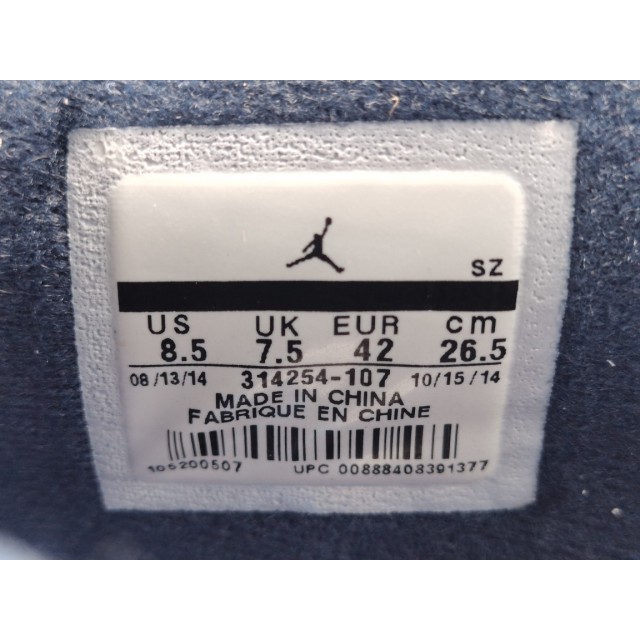 SZ
US UK EUR cm
8.5 7.5 42 26.5
08/13/14 314254-107 10/15/14
MADE IN CHINA
FABRIQUE EN CHINE
105200507 UPC 00888408391377